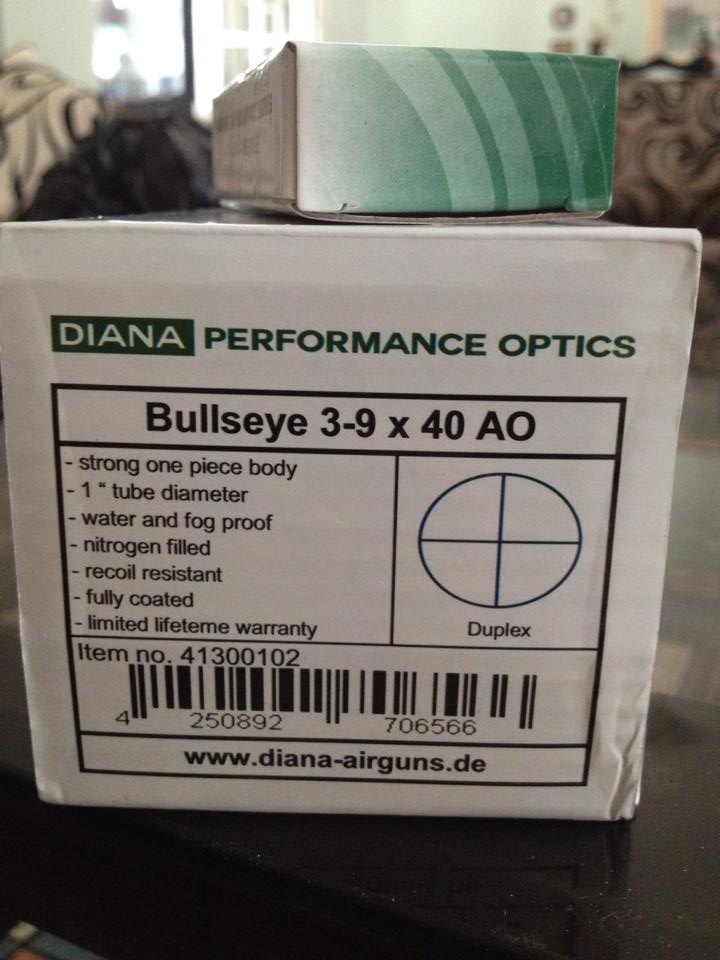 DIANA PERFORMANCE OPTICS
Bullseye 3-9 x 40 AO
- strong one piece body
- 1 “ tube diameter
- water and fog proof
- nitrogen filled
- recoil resistant
- fully coated
- limited lifeteme warranty
Duplex
Item no. 41300102
4 250892 706566
www.diana-airguns.de